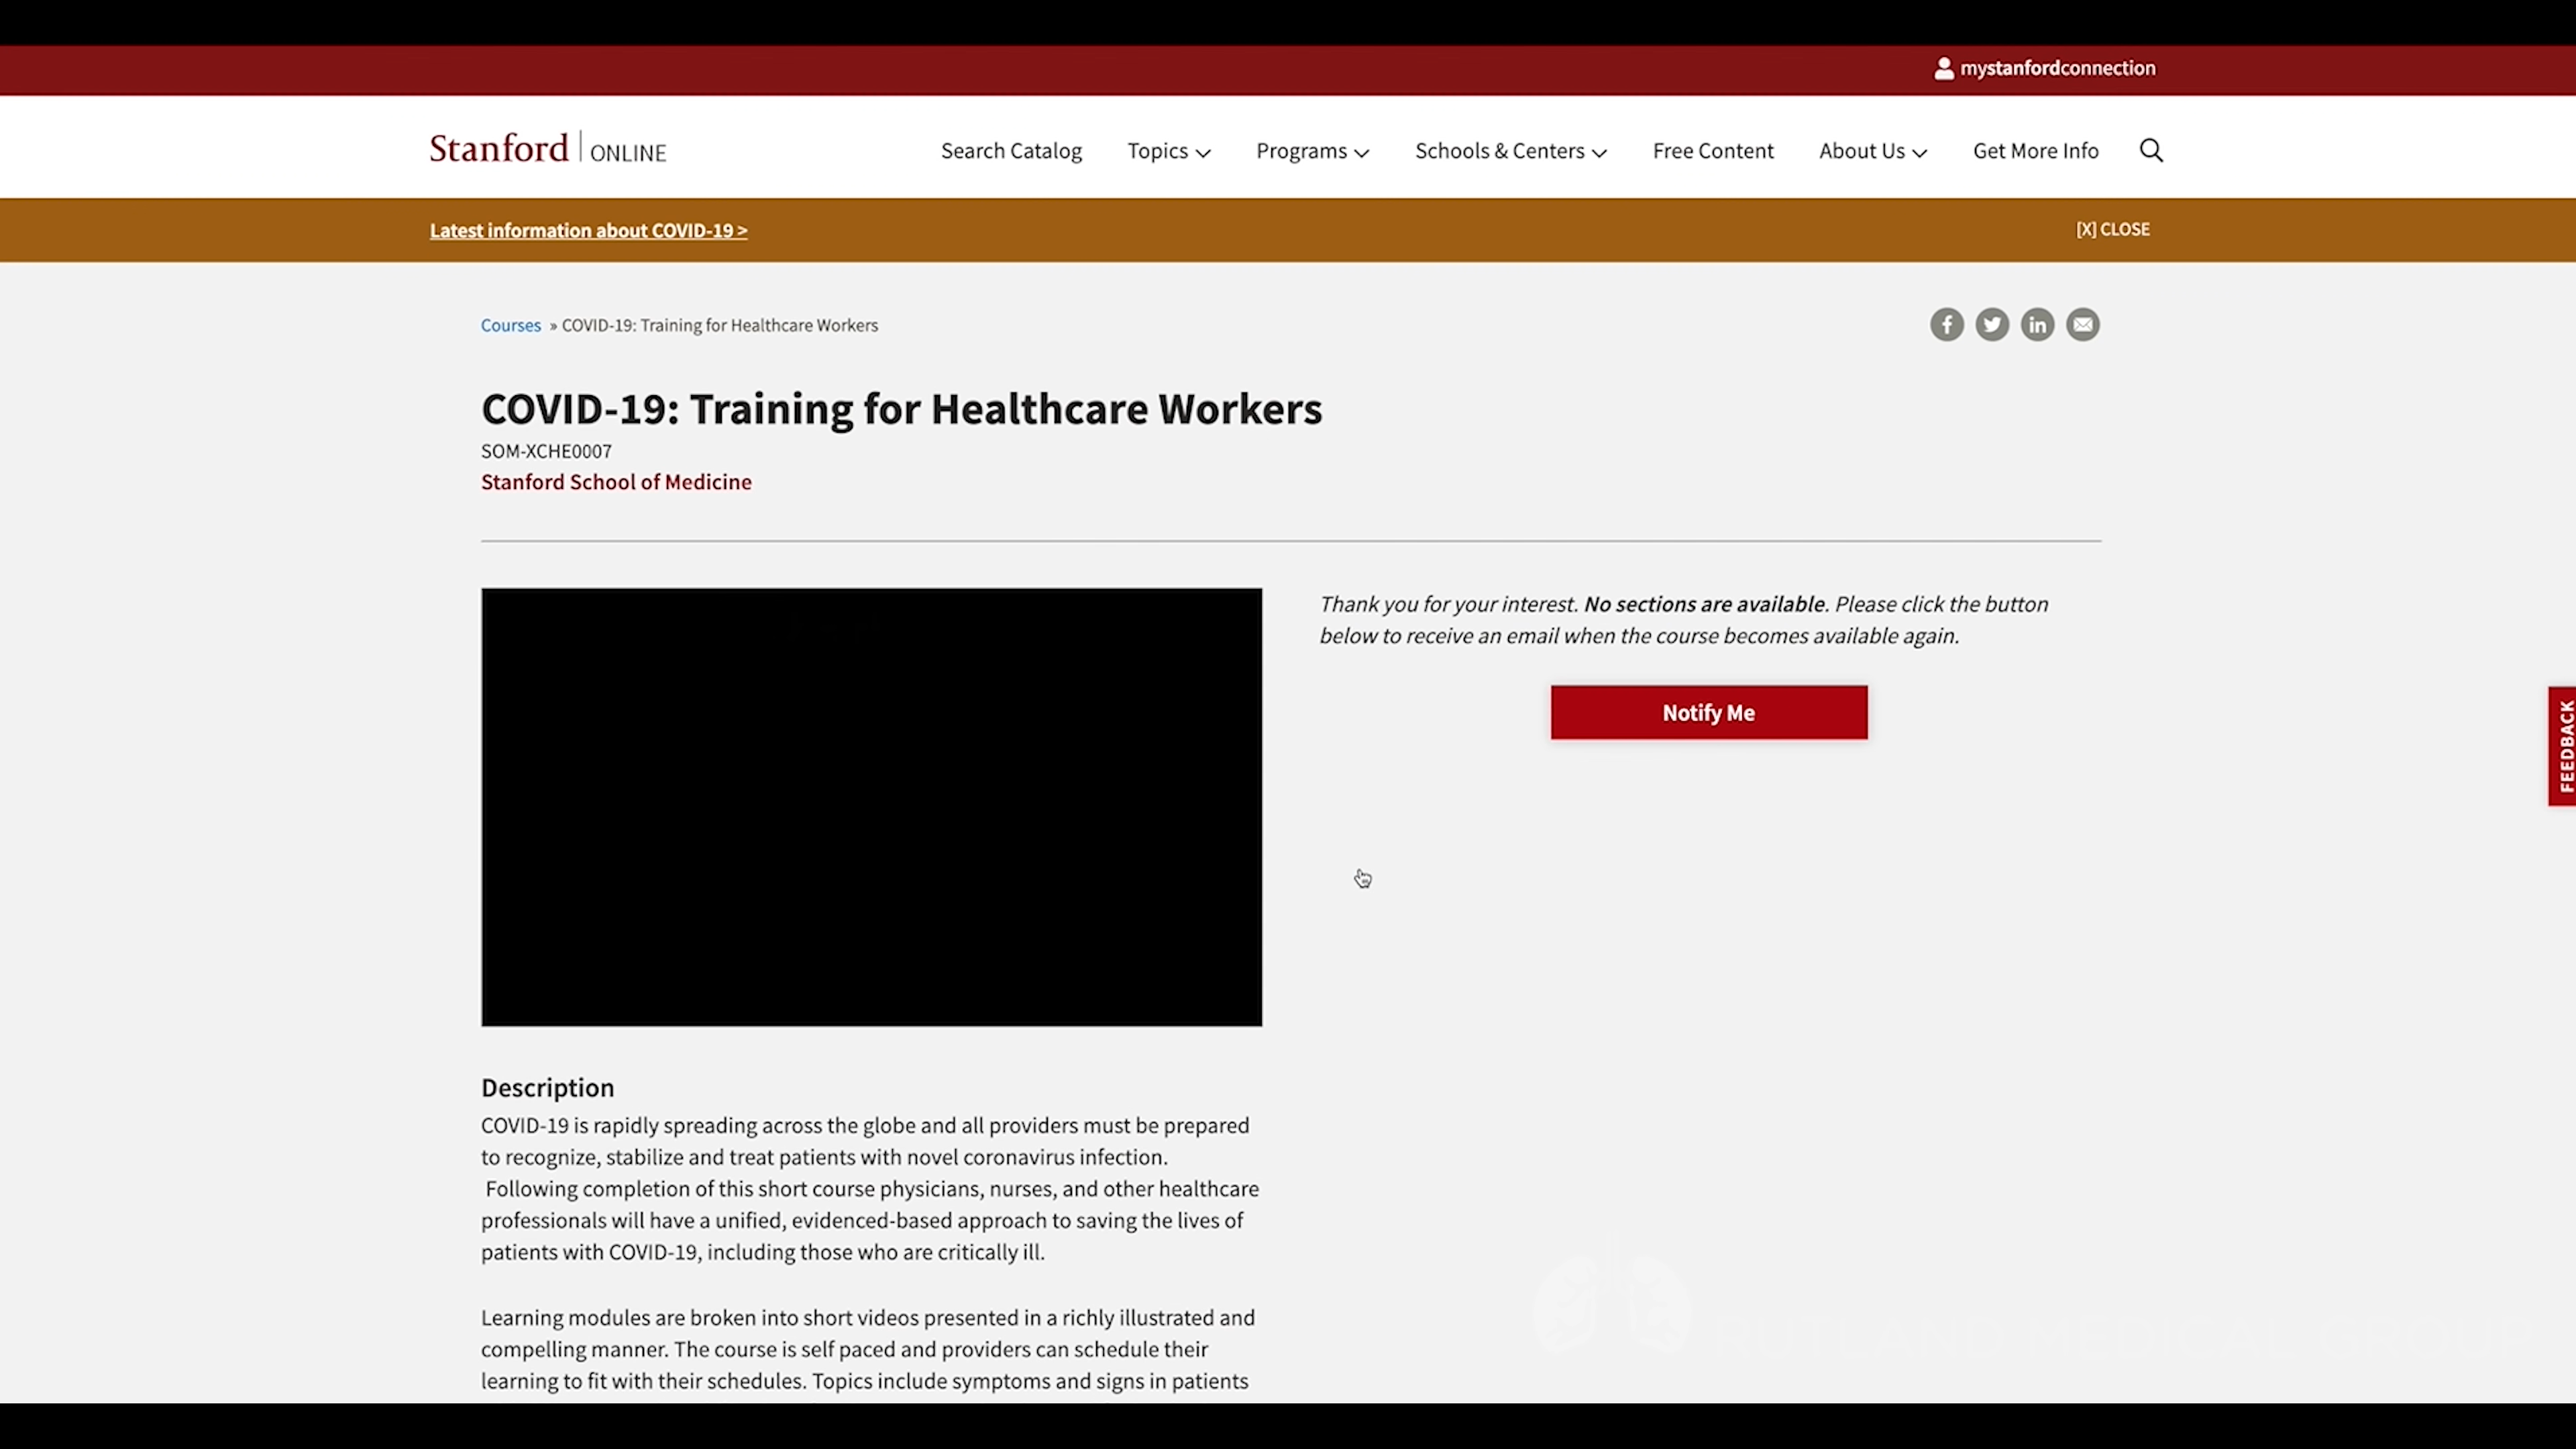 mystanfordconnection
Stanford ONLINE
Search Catalog
Topics
Programs
Schools & Centers
Free Content
About Us
Get More Info
Latest information about COVID-19 >
[X] CLOSE
Courses » COVID-19: Training for Healthcare Workers
COVID-19: Training for Healthcare Workers
SOM-XCHE0007
Stanford School of Medicine
Thank you for your interest. No sections are available. Please click the button
below to receive an email when the course becomes available again.
Notify Me
FEEDBACK
Description
COVID-19 is rapidly spreading across the globe and all providers must be prepared
to recognize, stabilize and treat patients with novel coronavirus infection.
Following completion of this short course physicians, nurses, and other healthcare
professionals will have a unified, evidenced-based approach to saving the lives of
patients with COVID-19, including those who are critically ill.
Learning modules are broken into short videos presented in a richly illustrated and
compelling manner. The course is self paced and providers can schedule their
learning to fit with their schedules. Topics include symptoms and signs in patients